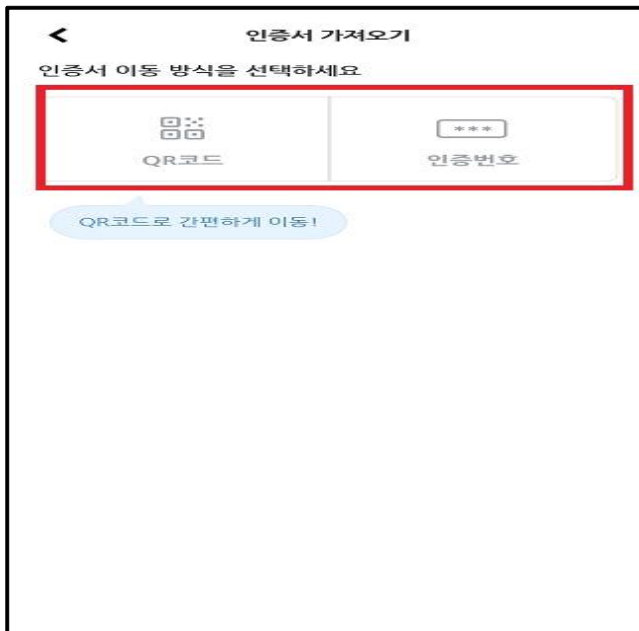 인증서 가져오기
인증서 이동 방식을 선택하세요
***
QR코드
인증번호
QR코드로 간편하게 이동!